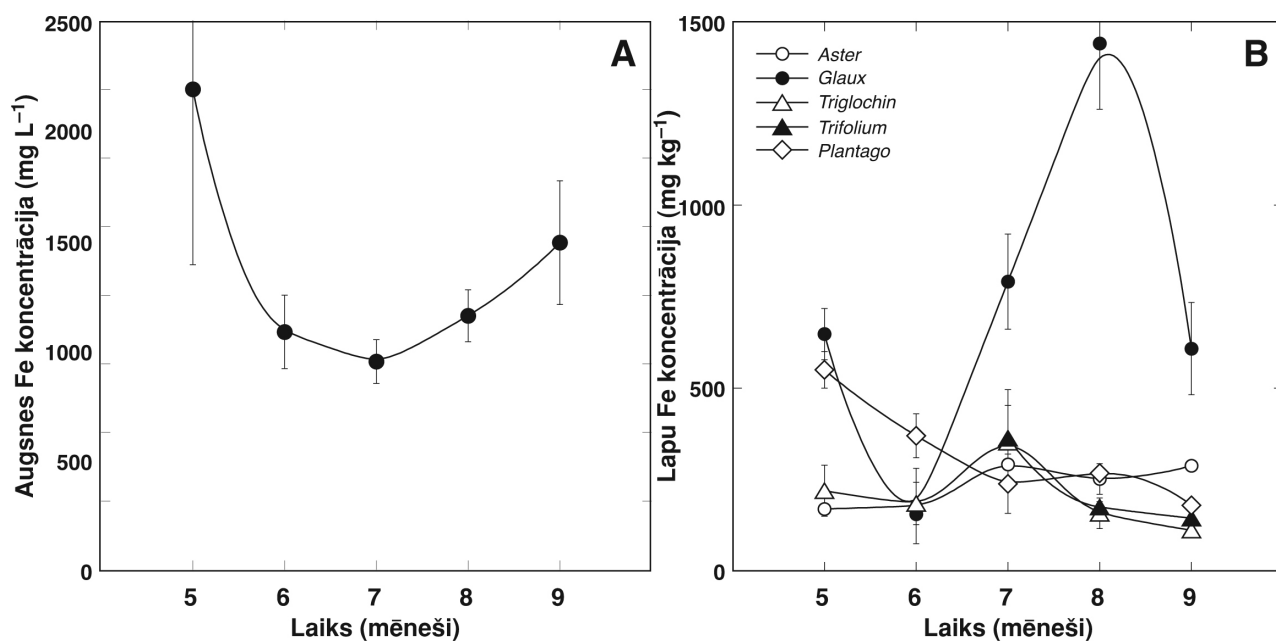 A
Augsnes Fe koncentrācija (mg L⁻¹)
2500
2000
1500
1000
500
0
5 6 7 8 9
Laiks (mēneši)
B
Lapu Fe koncentrācija (mg kg⁻¹)
1500
1000
500
0
Aster
Glaux
Triglochin
Trifolium
Plantago
5 6 7 8 9
Laiks (mēneši)